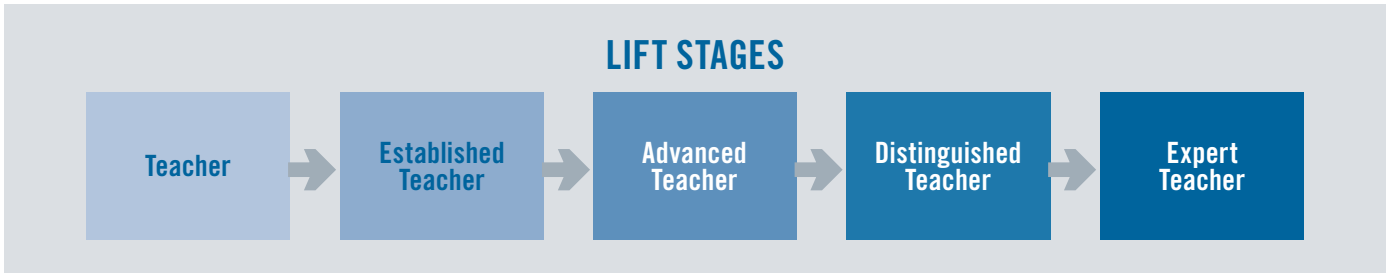 LIFT STAGES
Teacher
Established
Teacher
Advanced
Teacher
Distinguished
Teacher
Expert
Teacher